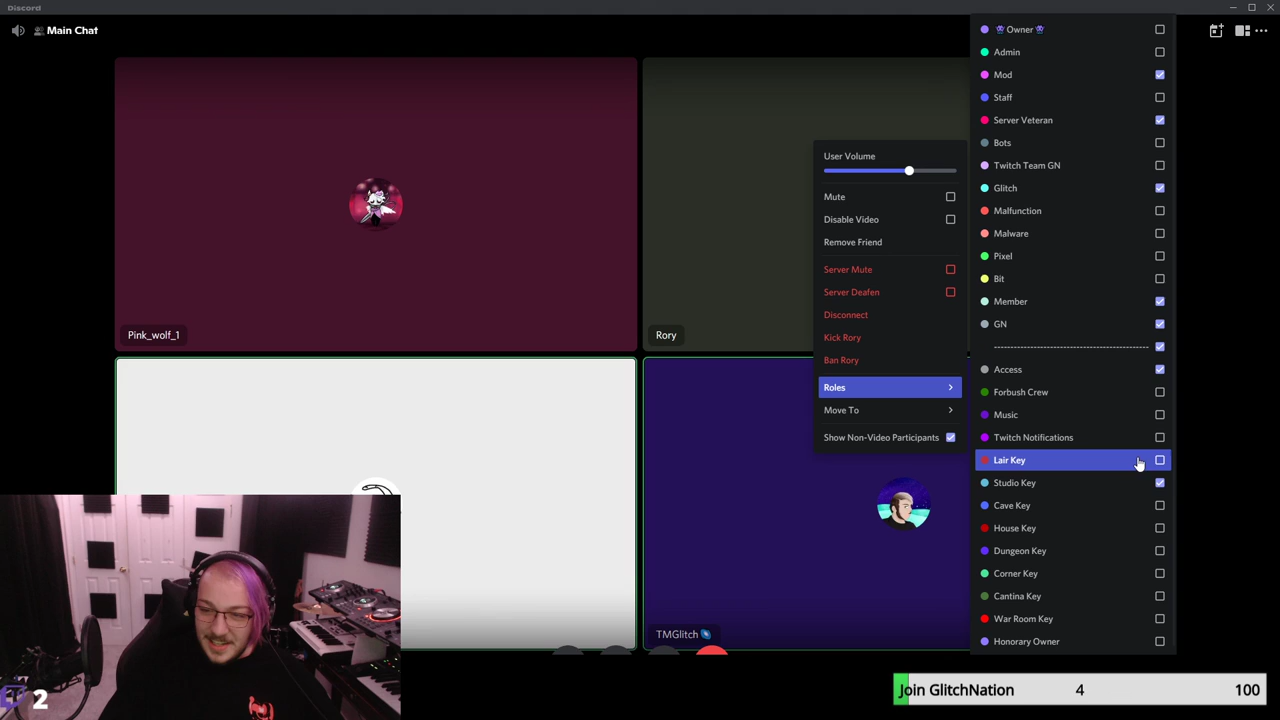 Discord
Main Chat
Owner
Admin
Mod
Staff
Server Veteran
Bots
Twitch Team GN
Glitch
Malfunction
Malware
Pixel
Bit
Member
GN
-----------------------------------------------
Access
Forbush Crew
Music
Twitch Notifications
Lair Key
Studio Key
Cave Key
House Key
Dungeon Key
Corner Key
Cantina Key
War Room Key
Honorary Owner
User Volume
Mute
Disable Video
Remove Friend
Server Mute
Server Deafen
Disconnect
Kick Rory
Ban Rory
Roles
Move To
Show Non-Video Participants
Pink_wolf_1
Rory
TMGlitch
2
Join GlitchNation 4 100